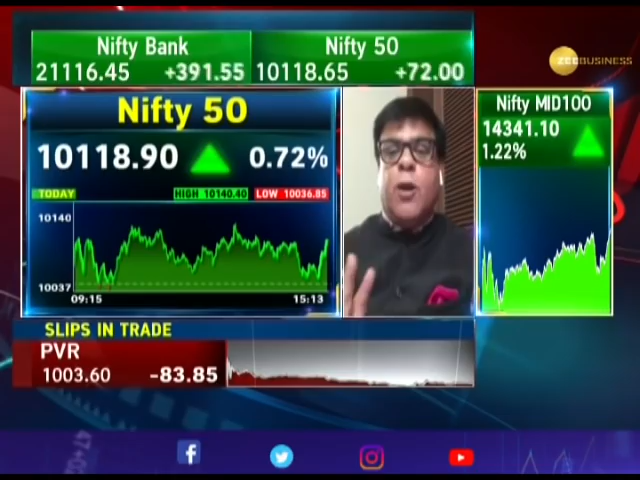 Nifty Bank
21116.45 +391.55
Nifty 50
10118.65 +72.00
ZEE BUSINESS
Nifty 50
10118.90 0.72%
TODAY HIGH 10140.40 LOW 10036.85
10140
10037
09:15 15:13
Nifty MID100
14341.10
1.22%
SLIPS IN TRADE
PVR
1003.60 -83.85